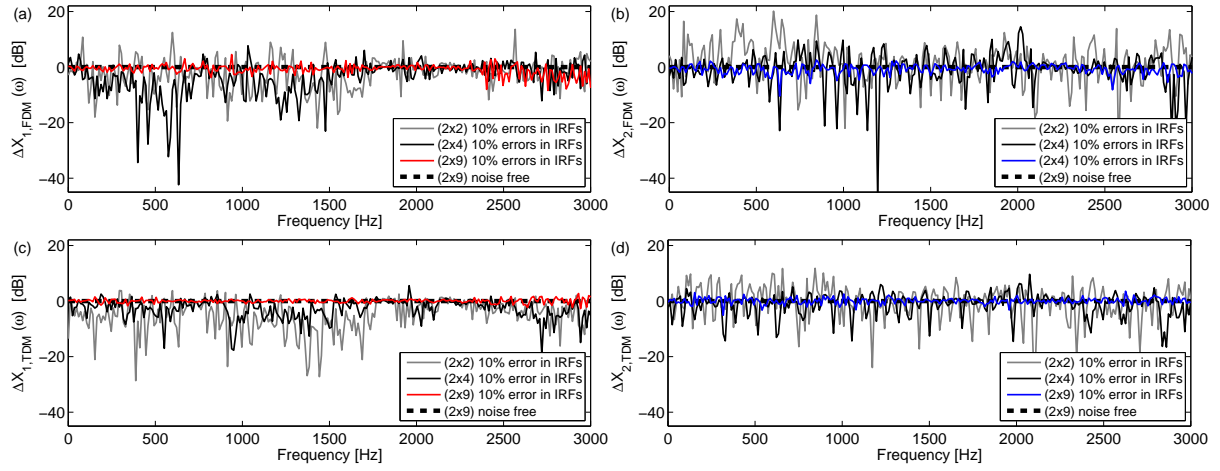 (a)
20
0
−20
−40
ΔX1,FDM (ω) [dB]
(2x2) 10% errors in IRFs
(2x4) 10% errors in IRFs
(2x9) 10% errors in IRFs
(2x9) noise free
0 500 1000 1500 2000 2500 3000
Frequency [Hz]
(b)
20
0
−20
−40
ΔX2,FDM (ω) [dB]
(2x2) 10% errors in IRFs
(2x4) 10% errors in IRFs
(2x4) 10% errors in IRFs
(2x9) noise free
0 500 1000 1500 2000 2500 3000
Frequency [Hz]
(c)
20
0
−20
−40
ΔX1,TDM (ω) [dB]
(2x2) 10% error in IRFs
(2x4) 10% error in IRFs
(2x9) 10% error in IRFs
(2x9) noise free
0 500 1000 1500 2000 2500 3000
Frequency [Hz]
(d)
20
0
−20
−40
ΔX2,TDM (ω) [dB]
(2x2) 10% error in IRFs
(2x4) 10% error in IRFs
(2x9) 10% error in IRFs
(2x9) noise free
0 500 1000 1500 2000 2500 3000
Frequency [Hz]